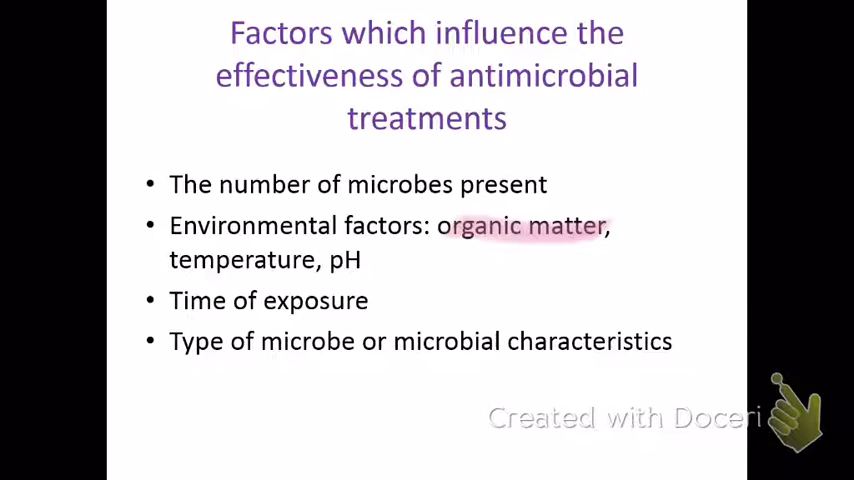 Factors which influence the
effectiveness of antimicrobial
treatments
• The number of microbes present
• Environmental factors: organic matter,
temperature, pH
• Time of exposure
• Type of microbe or microbial characteristics
Created with Doceri